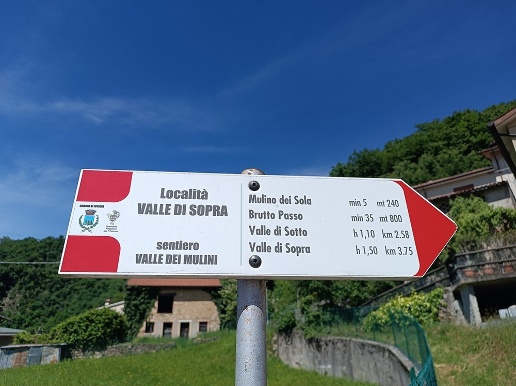 Località
VALLE DI SOPRA
sentiero
VALLE DEI MULINI
Mulino dei Sola min 5 mt 240
Brutto Passo min 35 mt 800
Valle di Sotto h 1,10 km 2.58
Valle di Sopra h 1,50 km 3.75